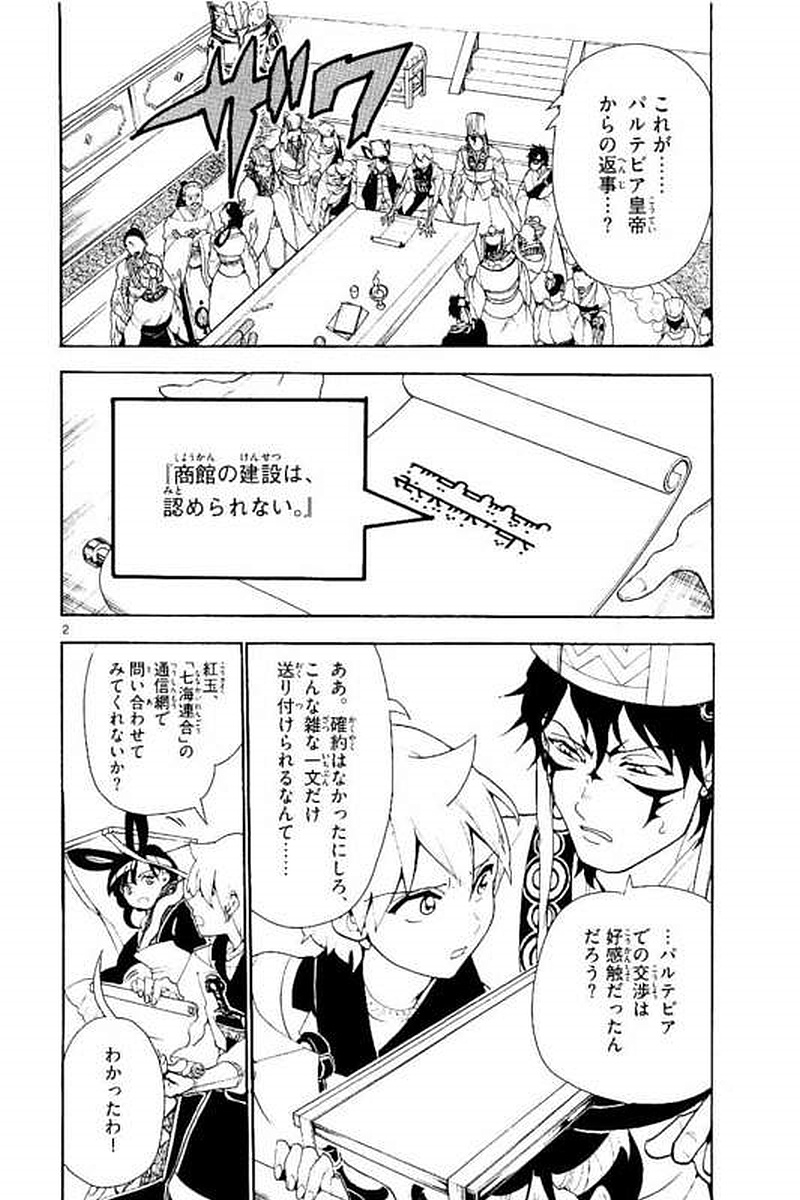 これが……
パルテビア皇帝
からの返事…？
ザワ
『商館の建設は、
認められない。』
2
…パルテビア
での交渉は
好感触だったん
だろう？
ああ。確約はなかったにしろ、
こんな雑な一文だけ
送り付けられるなんて……
紅玉、
「七海連合」の
通信網で
問い合わせて
みてくれないか？
わかったわ！